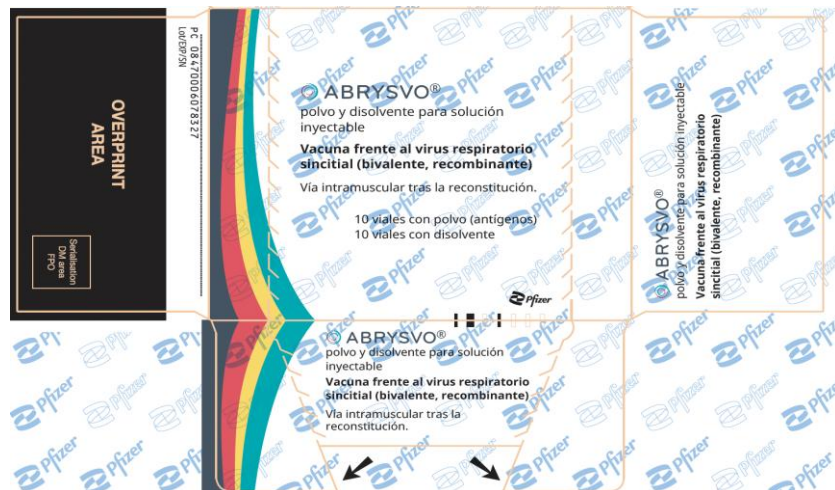 OVERPRINT
AREA
Serialisation
DM area
FPO
PC 08470006078327
Lot/EXP/SN
ABRYSVO®
polvo y disolvente para solución
inyectable
Vacuna frente al virus respiratorio
sincitial (bivalente, recombinante)
Vía intramuscular tras la reconstitución.
10 viales con polvo (antígenos)
10 viales con disolvente
Pfizer
ABRYSVO®
polvo y disolvente para solución inyectable
Vacuna frente al virus respiratorio
sincitial (bivalente, recombinante)
ABRYSVO®
polvo y disolvente para solución
inyectable
Vacuna frente al virus respiratorio
sincitial (bivalente, recombinante)
Vía intramuscular tras la
reconstitución.